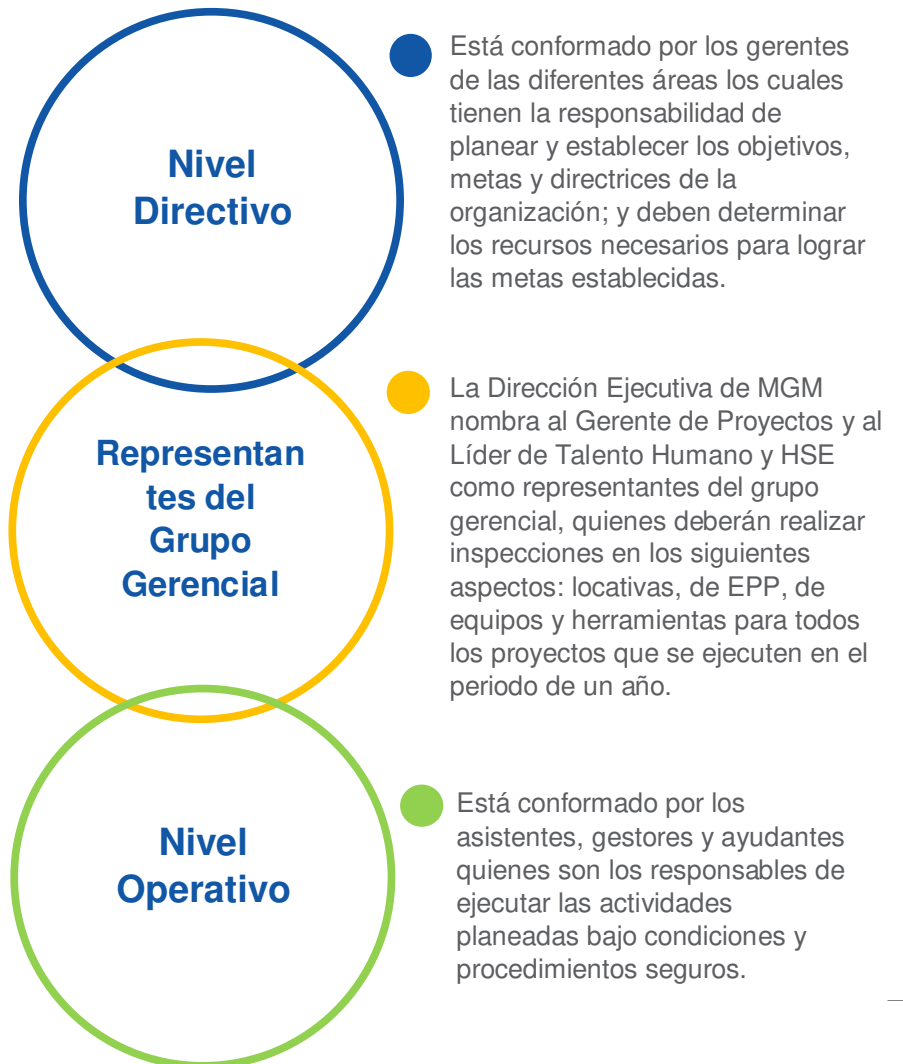 Nivel
Directivo
Está conformado por los gerentes
de las diferentes áreas los cuales
tienen la responsabilidad de
planear y establecer los objetivos,
metas y directrices de la
organización; y deben determinar
los recursos necesarios para lograr
las metas establecidas.
Representan
tes del
Grupo
Gerencial
La Dirección Ejecutiva de MGM
nombra al Gerente de Proyectos y al
Líder de Talento Humano y HSE
como representantes del grupo
gerencial, quienes deberán realizar
inspecciones en los siguientes
aspectos: locativas, de EPP, de
equipos y herramientas para todos
los proyectos que se ejecuten en el
periodo de un año.
Nivel
Operativo
Está conformado por los
asistentes, gestores y ayudantes
quienes son los responsables de
ejecutar las actividades
planeadas bajo condiciones y
procedimientos seguros.